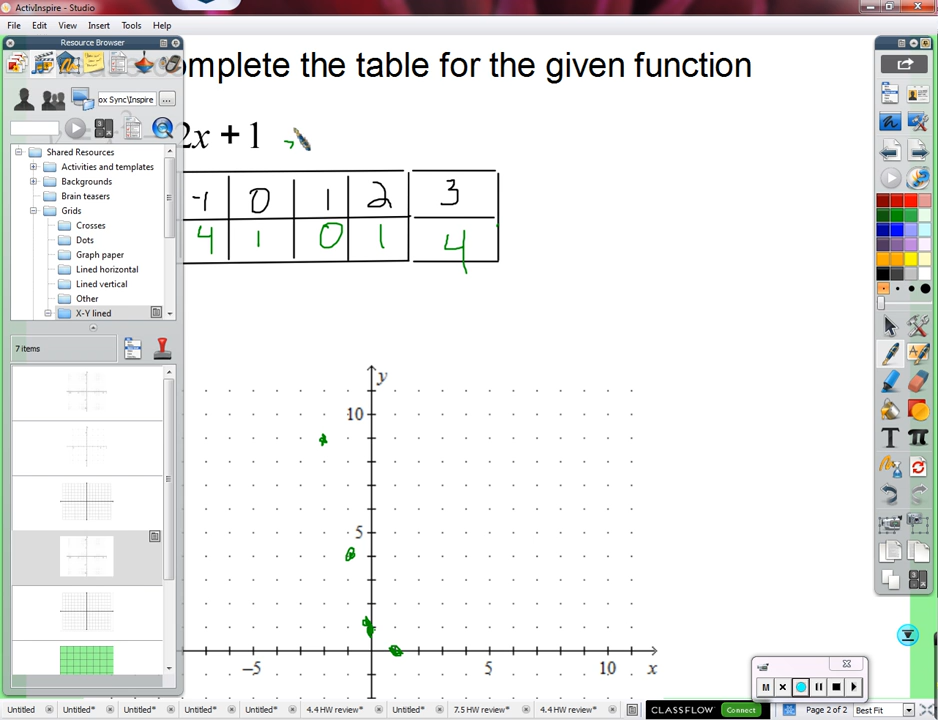 ActivInspire - Studio
File Edit View Insert Tools Help
Resource Browser
omplete the table for the given function
ox Sync\Inspire ...
2x + 1
Shared Resources
Activities and templates
Backgrounds
Brain teasers
Grids
Crosses
Dots
Graph paper
Lined horizontal
Lined vertical
Other
X-Y lined
-1 0 1 2 3
4 1 0 1 4
7 items
y
10
5
-5 5 10 x
Untitled Untitled* Untitled* Untitled* Untitled* 4.4 HW review* Untitled* 7.5 HW review* 4.4 HW review* CLASSFLOW Connect Page 2 of 2 Best Fit